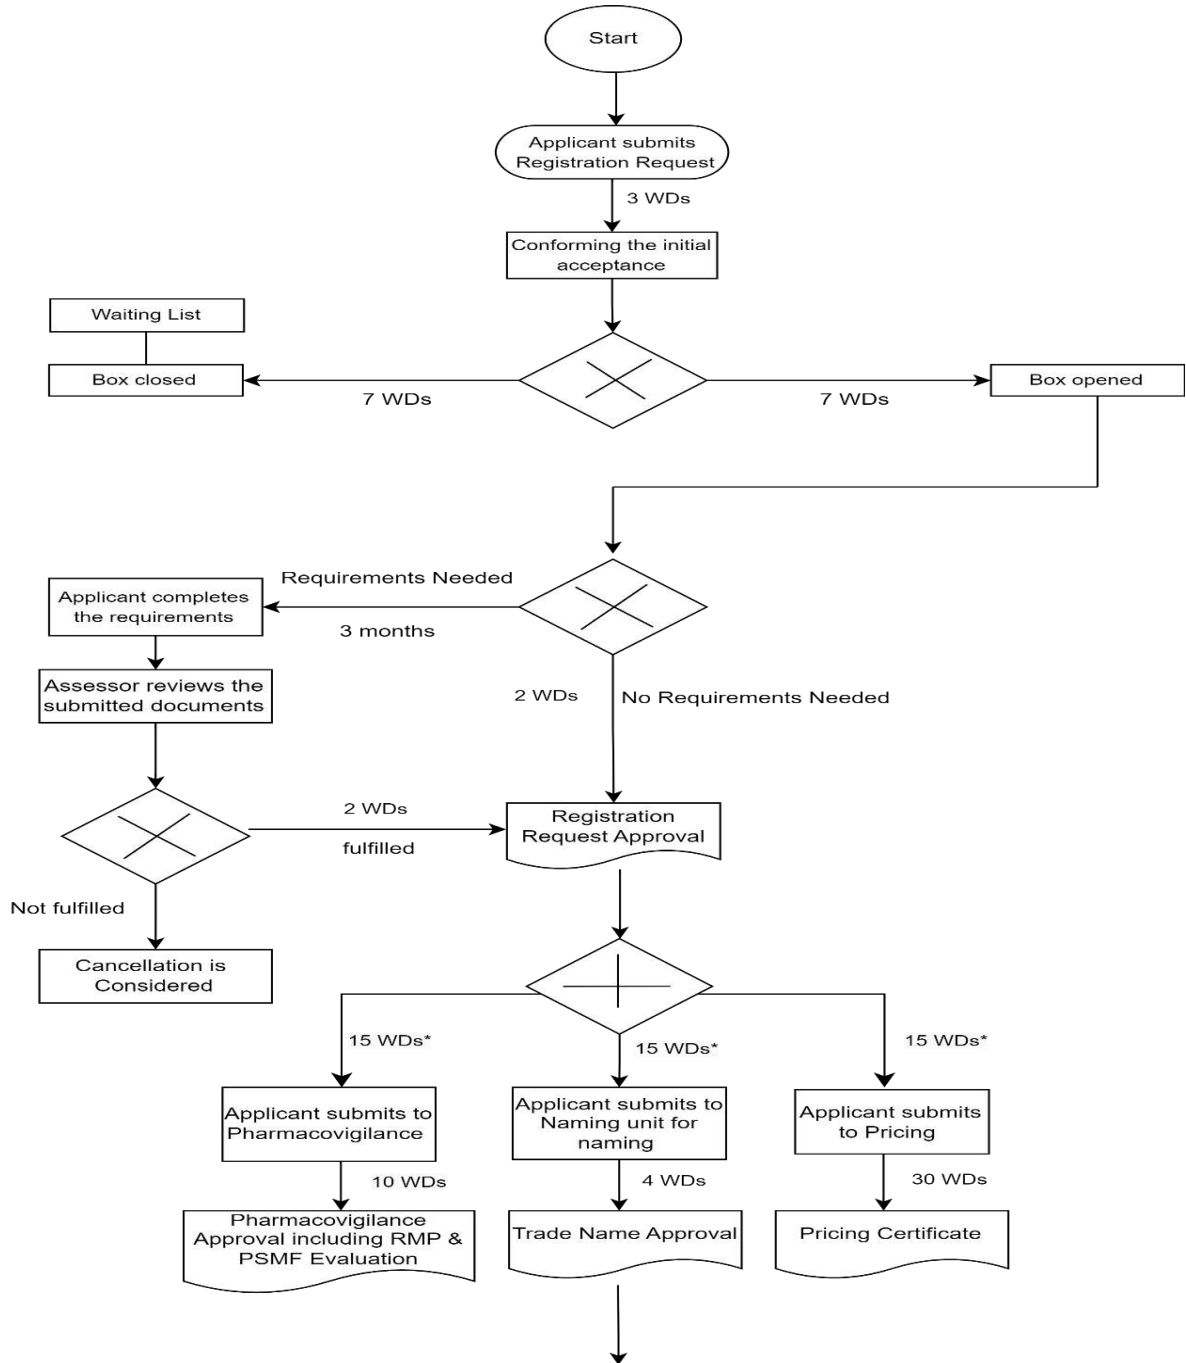 Start
Applicant submits
Registration Request
3 WDs
Conforming the initial
acceptance
Waiting List
Box closed
7 WDs
7 WDs
Box opened
Requirements Needed
3 months
Applicant completes
the requirements
Assessor reviews the
submitted documents
2 WDs
No Requirements Needed
2 WDs
fulfilled
Registration
Request Approval
Not fulfilled
Cancellation is
Considered
15 WDs*
15 WDs*
15 WDs*
Applicant submits to
Pharmacovigilance
Applicant submits to
Naming unit for
naming
Applicant submits
to Pricing
10 WDs
4 WDs
30 WDs
Pharmacovigilance
Approval including RMP &
PSMF Evaluation
Trade Name Approval
Pricing Certificate